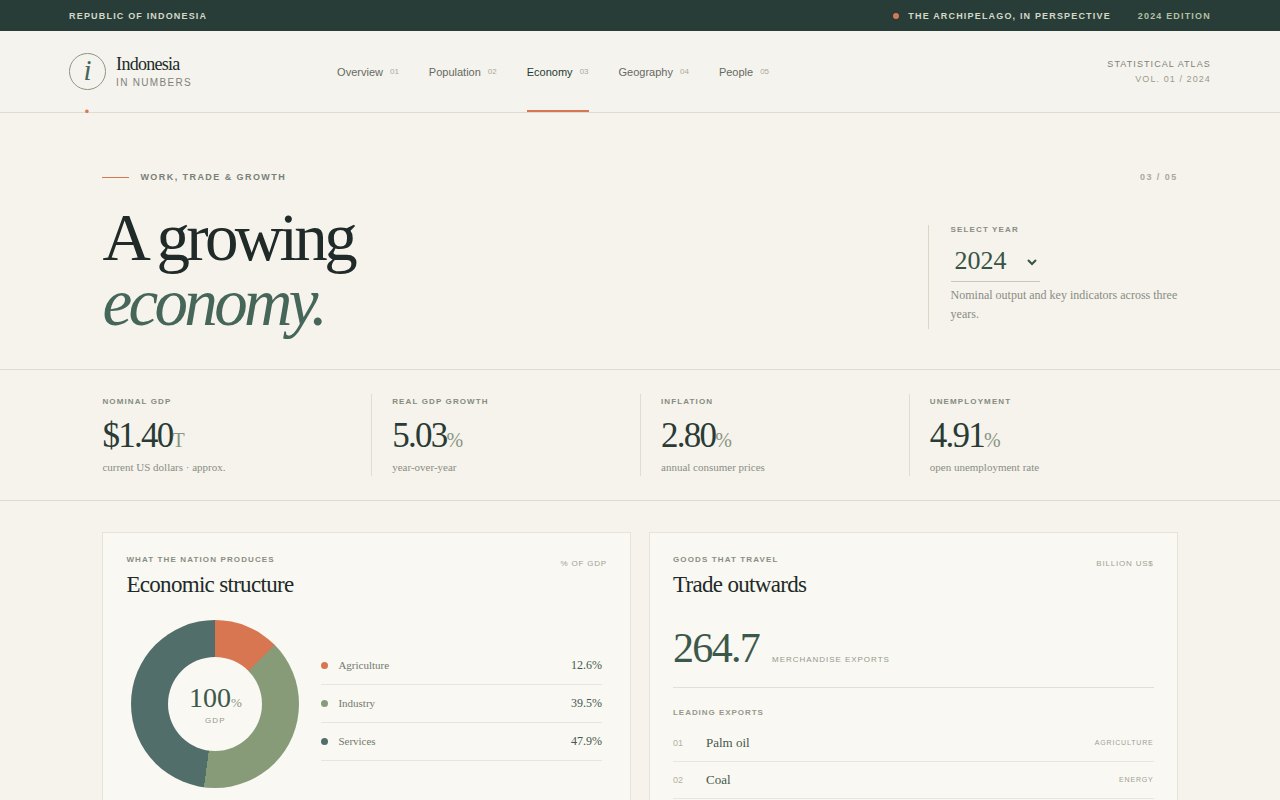 REPUBLIC OF INDONESIA
THE ARCHIPELAGO, IN PERSPECTIVE
2024 EDITION
i
Indonesia
IN NUMBERS
Overview 01
Population 02
Economy 03
Geography 04
People 05
STATISTICAL ATLAS
VOL. 01 / 2024
WORK, TRADE & GROWTH
03 / 05
A growing
economy.
SELECT YEAR
2024
Nominal output and key indicators across three
years.
NOMINAL GDP
$1.40T
current US dollars · approx.
REAL GDP GROWTH
5.03%
year-over-year
INFLATION
2.80%
annual consumer prices
UNEMPLOYMENT
4.91%
open unemployment rate
WHAT THE NATION PRODUCES
Economic structure
% OF GDP
100%
GDP
Agriculture 12.6%
Industry 39.5%
Services 47.9%
GOODS THAT TRAVEL
Trade outwards
BILLION US$
264.7 MERCHANDISE EXPORTS
LEADING EXPORTS
01 Palm oil AGRICULTURE
02 Coal ENERGY